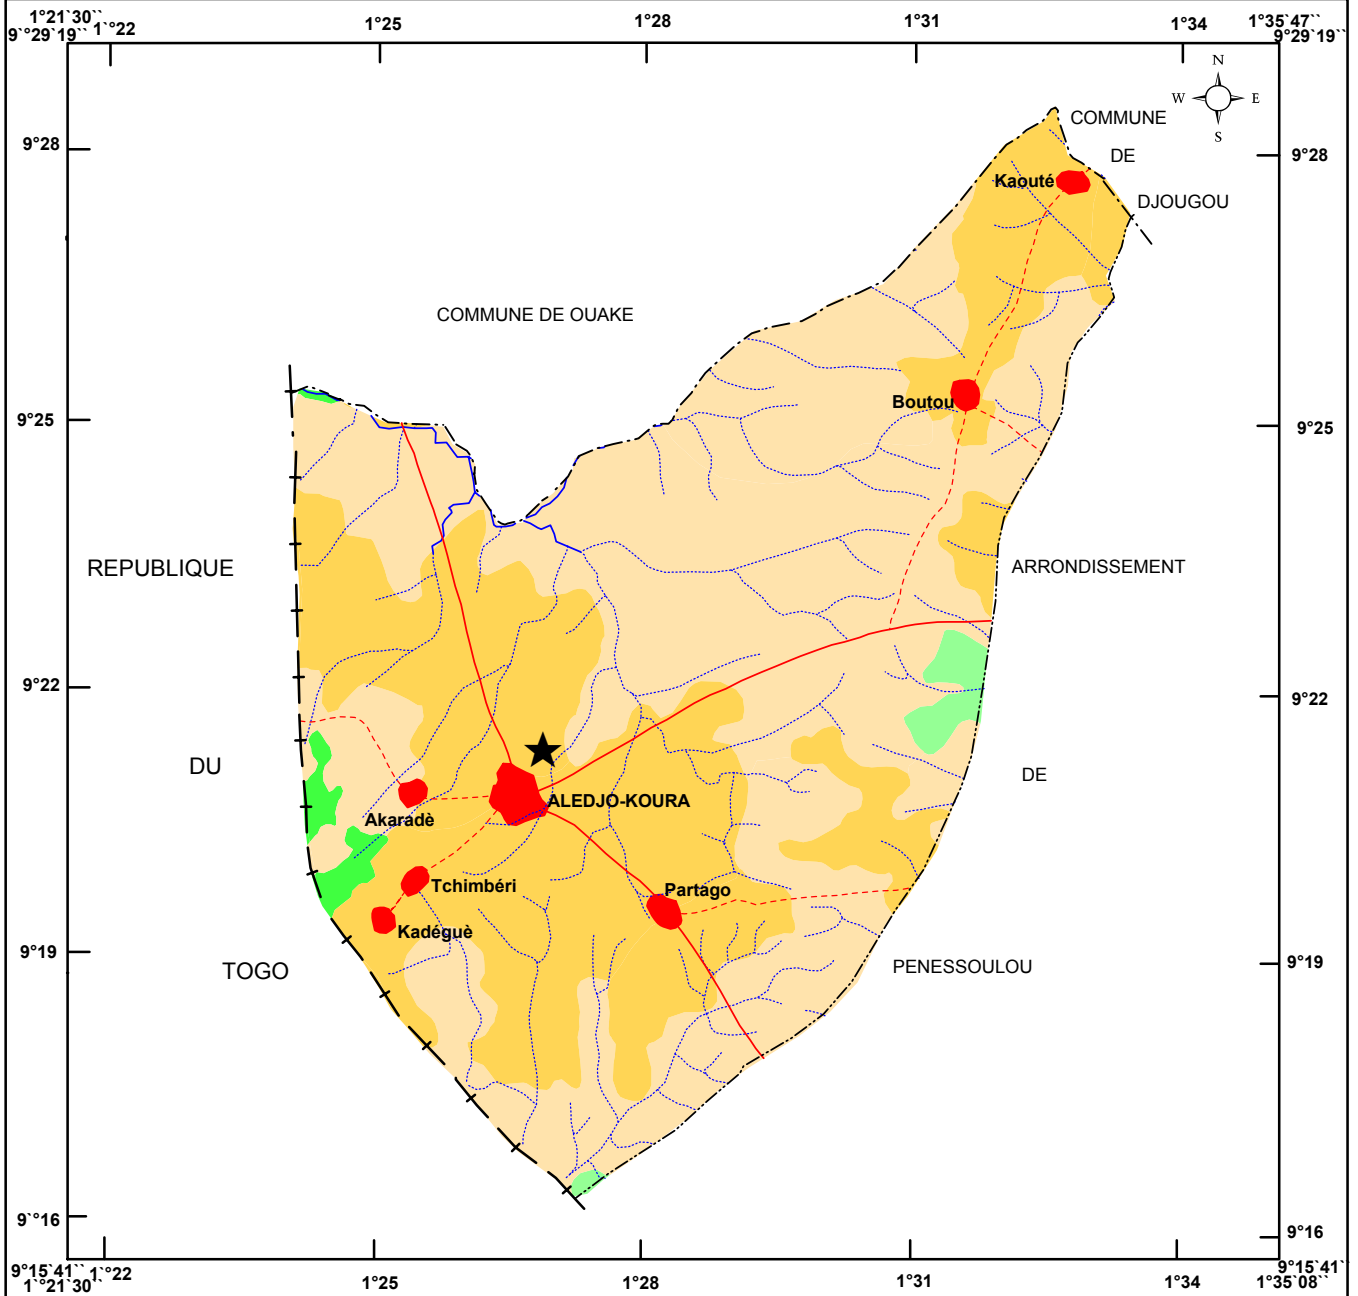 1°21'30`` 1°25 1°28 1°31 1°34 1°35'47``
9°29'19`` 1`°22 9°29'19``
N
W E
S
COMMUNE
9°28 DE 9°28
Kaouté
DJOUGOU
COMMUNE DE OUAKE
Boutou
9°25 9°25
REPUBLIQUE ARRONDISSEMENT
9°22 9°22
DU DE
ALEDJO-KOURA
Akaradè
Tchimbéri Partago
Kadéguè
9°19 9°19
TOGO PENESSOULOU
9`°16 9°16
9°15'41`` 1`°22 9°15'41``
1°21'30`` 1°25 1°28 1°31 1°34 1°35'08``